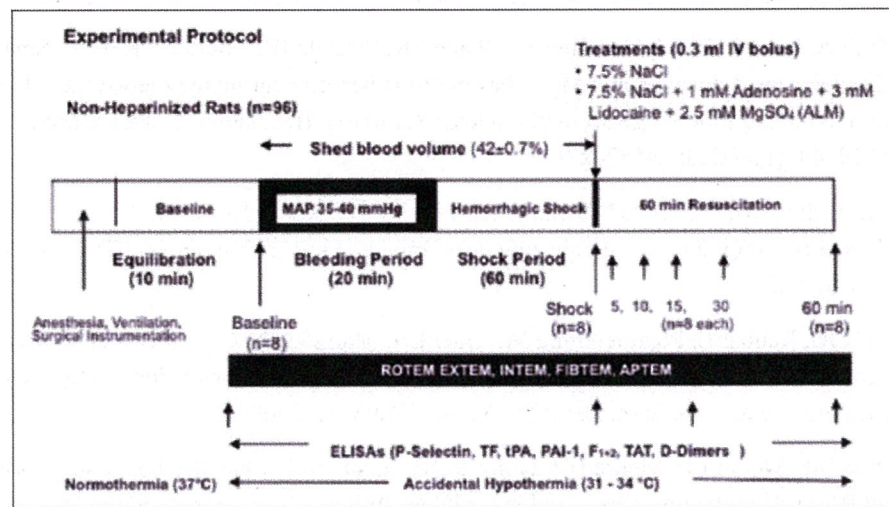 Experimental Protocol
Treatments (0.3 ml IV bolus)
• 7.5% NaCl
• 7.5% NaCl + 1 mM Adenosine + 3 mM
Lidocaine + 2.5 mM MgSO₄ (ALM)
Non-Heparinized Rats (n=96)
Shed blood volume (42±0.7%)
Baseline MAP 35-40 mmHg Hemorrhagic Shock 60 min Resuscitation
Equilibration
(10 min)
Bleeding Period
(20 min)
Shock Period
(60 min)
Anesthesia, Ventilation,
Surgical Instrumentation
Baseline
(n=8)
Shock
(n=8)
5, 10, 15, 30
(n=8 each)
60 min
(n=8)
ROTEM EXTEM, INTEM, FIBTEM, APTEM
ELISAs (P-Selectin, TF, tPA, PAI-1, F₁₊₂, TAT, D-Dimers )
Normothermia (37°C) Accidental Hypothermia (31 - 34 °C)